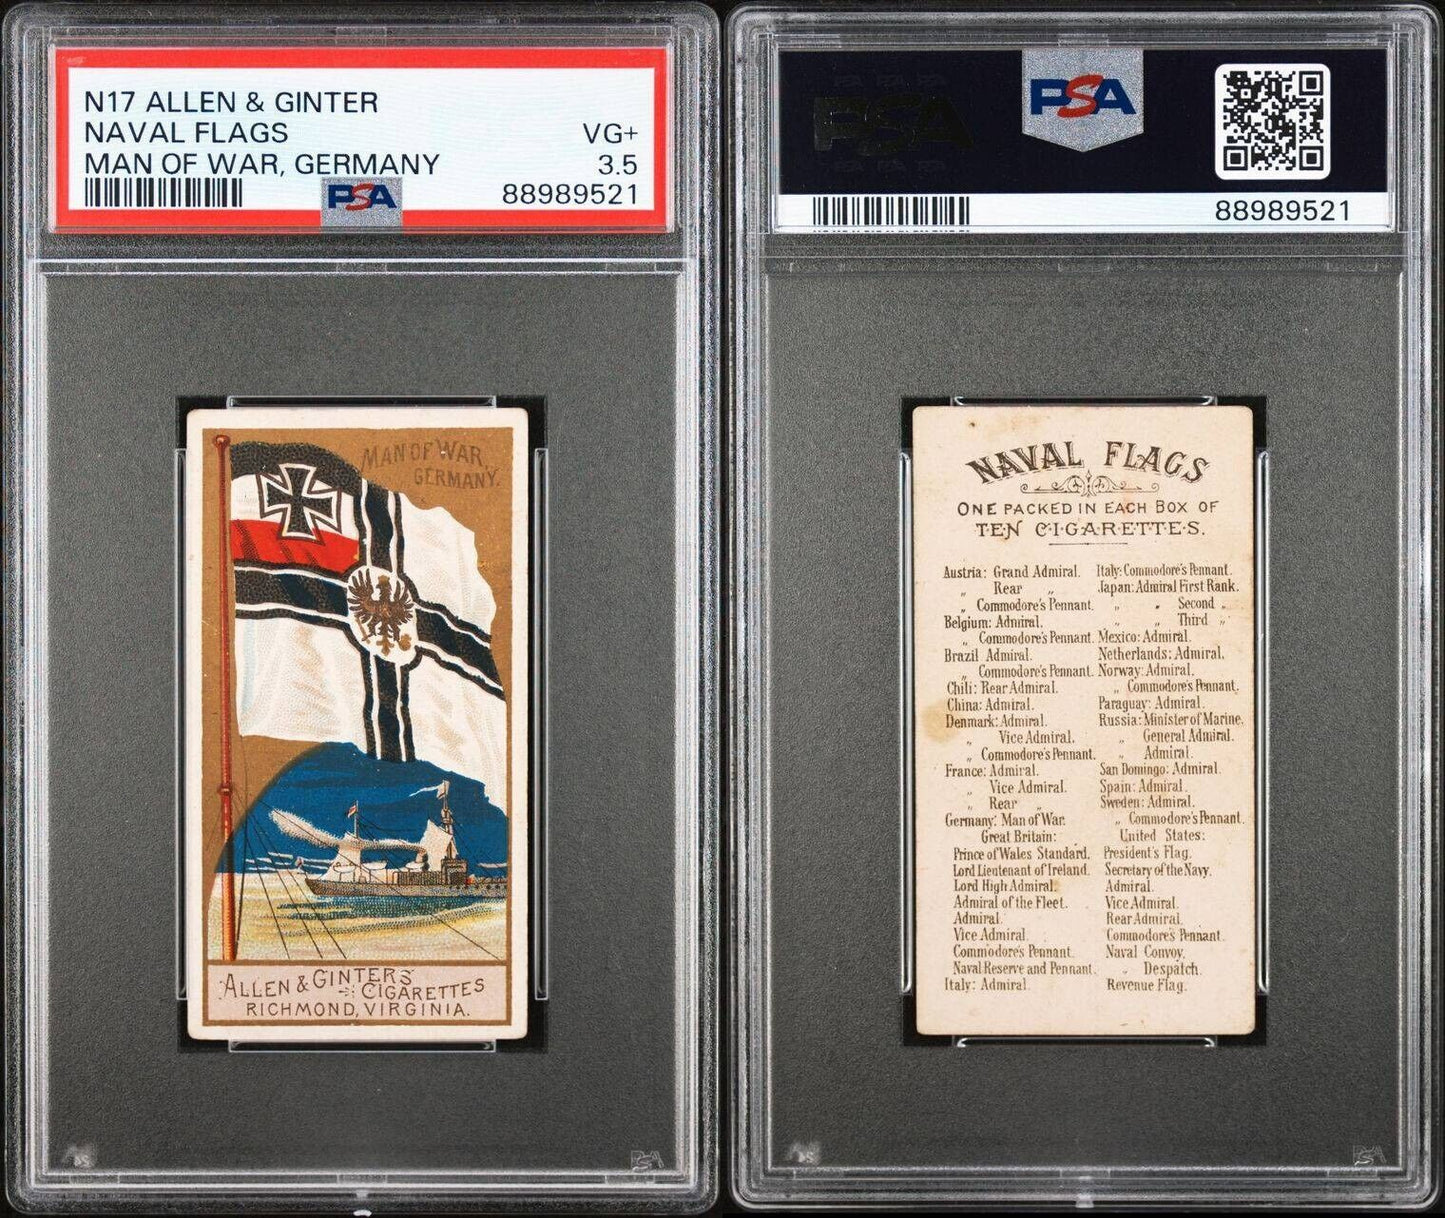 N17 ALLEN & GINTER
NAVAL FLAGS VG+
MAN OF WAR, GERMANY 3.5
PSA 88989521
MAN OF WAR,
GERMANY.
ALLEN & GINTER'S
CIGARETTES
RICHMOND, VIRGINIA.
PSA
PSA
PSA
88989521
NAVAL FLAGS
ONE PACKED IN EACH BOX OF
TEN CIGARETTES.
Austria: Grand Admiral.
„ Rear „
„ Commodore's Pennant.
Belgium: Admiral.
„ Commodore's Pennant.
Brazil Admiral.
„ Commodore's Pennant.
Chili: Rear Admiral.
China: Admiral.
Denmark: Admiral.
„ Vice Admiral.
„ Commodore's Pennant.
France: Admiral.
„ Vice Admiral.
„ Rear „
Germany: Man of War.
Great Britain:
Prince of Wales Standard.
Lord Lieutenant of Ireland.
Lord High Admiral.
Admiral of the Fleet.
Admiral.
Vice Admiral.
Commodore's Pennant.
Naval Reserve and Pennant.
Italy: Admiral.
Italy: Commodore's Pennant.
Japan: Admiral First Rank.
„ „ Second „
„ „ Third „
Mexico: Admiral.
Netherlands: Admiral.
Norway: Admiral.
„ Commodore's Pennant.
Paraguay: Admiral.
Russia: Minister of Marine.
„ General Admiral.
„ Admiral.
San Domingo: Admiral.
Spain: Admiral.
Sweden: Admiral.
„ Commodore's Pennant.
United States:
President's Flag.
Secretary of the Navy.
Admiral.
Vice Admiral.
Rear Admiral.
Commodore's Pennant.
Naval Convoy.
„ Despatch.
Revenue Flag.
PSA